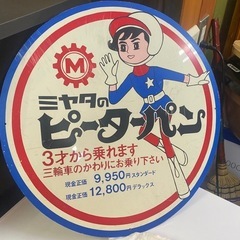 M
ミヤタの
ピーターパン
3才から乗れます
三輪車のかわりにお乗り下さい
現金正価 9,950円 スタンダード
現金正価 12,800円 デラックス